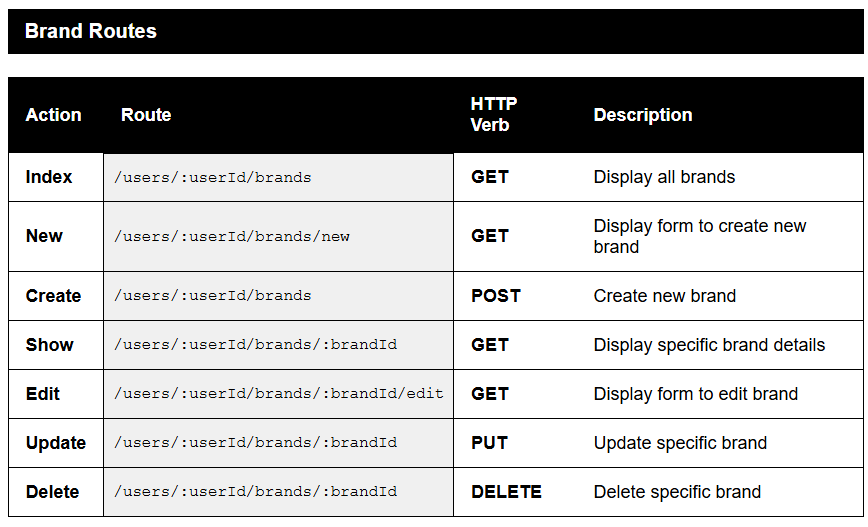 Brand Routes
Action Route HTTP Verb Description
Index /users/:userId/brands GET Display all brands
New /users/:userId/brands/new GET Display form to create new brand
Create /users/:userId/brands POST Create new brand
Show /users/:userId/brands/:brandId GET Display specific brand details
Edit /users/:userId/brands/:brandId/edit GET Display form to edit brand
Update /users/:userId/brands/:brandId PUT Update specific brand
Delete /users/:userId/brands/:brandId DELETE Delete specific brand